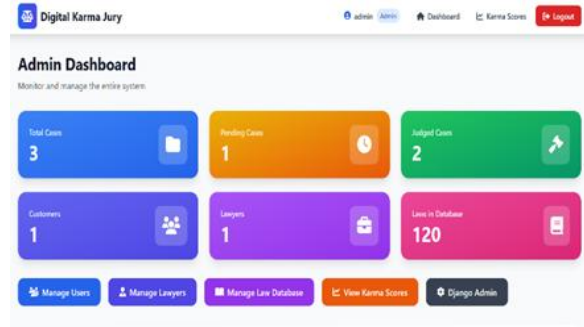 Digital Karma Jury
admin Admin Dashboard Karma Scores Logout
Admin Dashboard
Monitor and manage the entire system
Total Cases Pending Cases Judged Cases
3 1 2
Customers Lawyers Laws in Database
1 1 120
Manage Users Manage Lawyers Manage Law Database View Karma Scores Django Admin